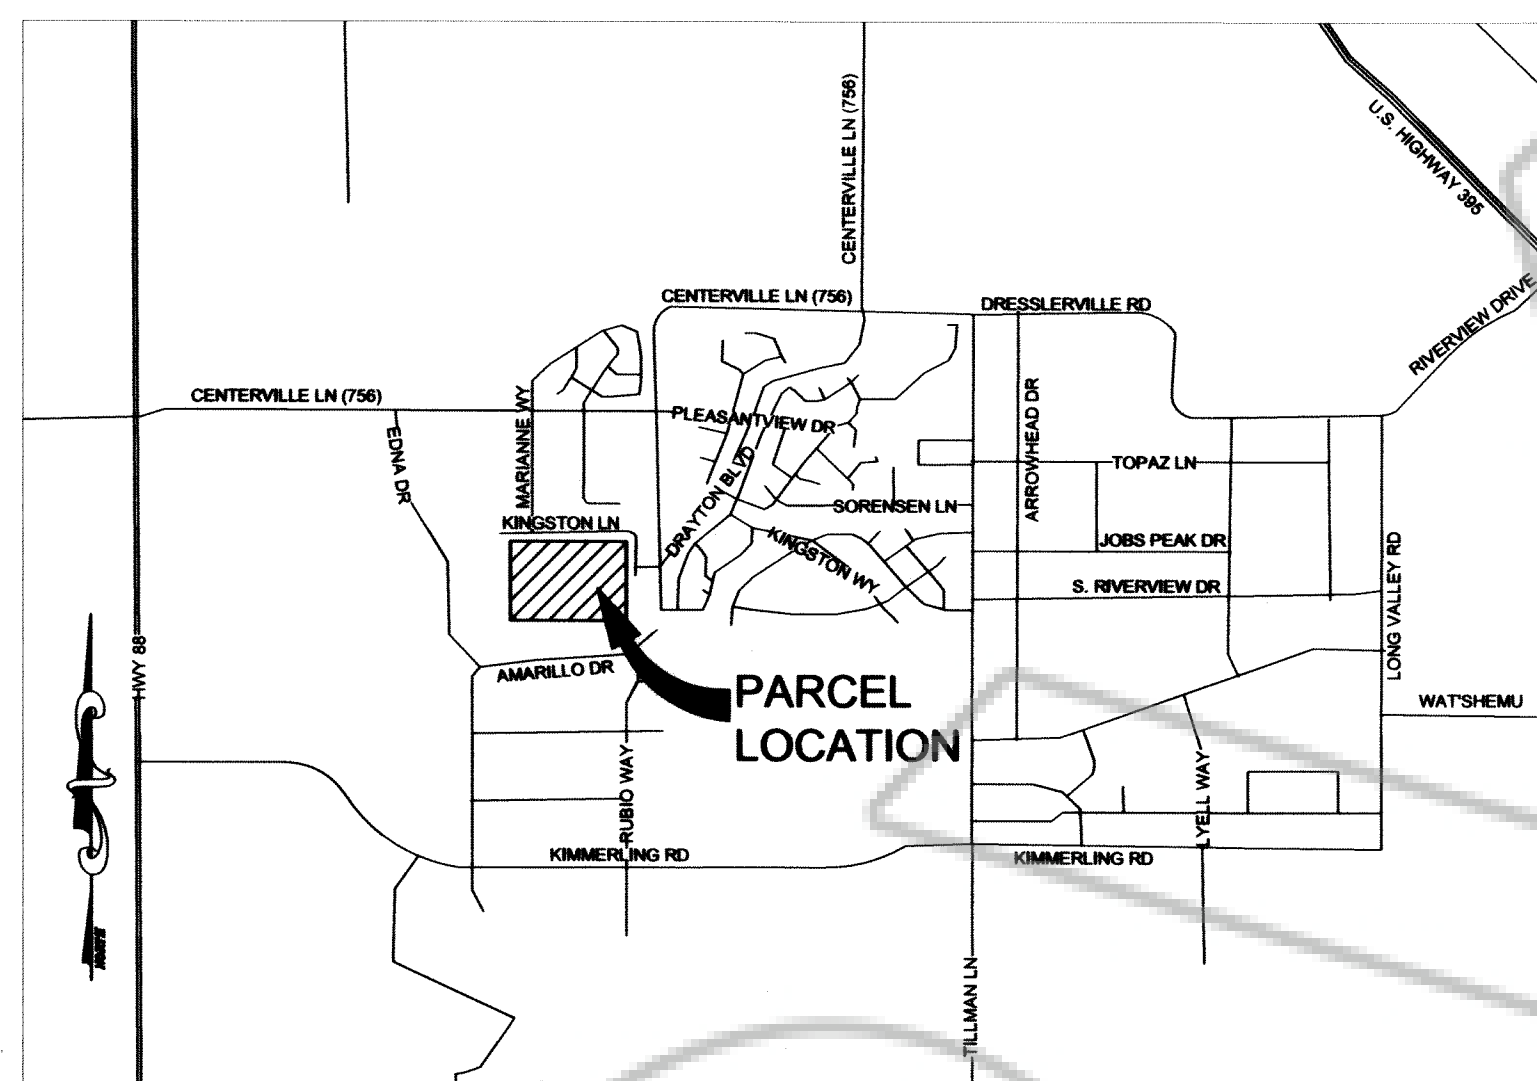 CENTERVILLE LN (756)
U.S. HIGHWAY 395
CENTERVILLE LN (756)
DRESSLERVILLE RD
RIVERVIEW DRIVE
CENTERVILLE LN (756)
MARIANNE WY
PLEASANTVIEW DR
ARROWHEAD DR
EDNA DR
DRAYTON BLVD
TOPAZ LN
SORENSEN LN
KINGSTON LN
KINGSTON WY
JOBS PEAK DR
S. RIVERVIEW DR
LONG VALLEY RD
HWY 88
AMARILLO DR
PARCEL
LOCATION
WAT'SHEMU
RUBIO WAY
LYELL WAY
KIMMERLING RD
KIMMERLING RD
NORTH
TILLMAN LN